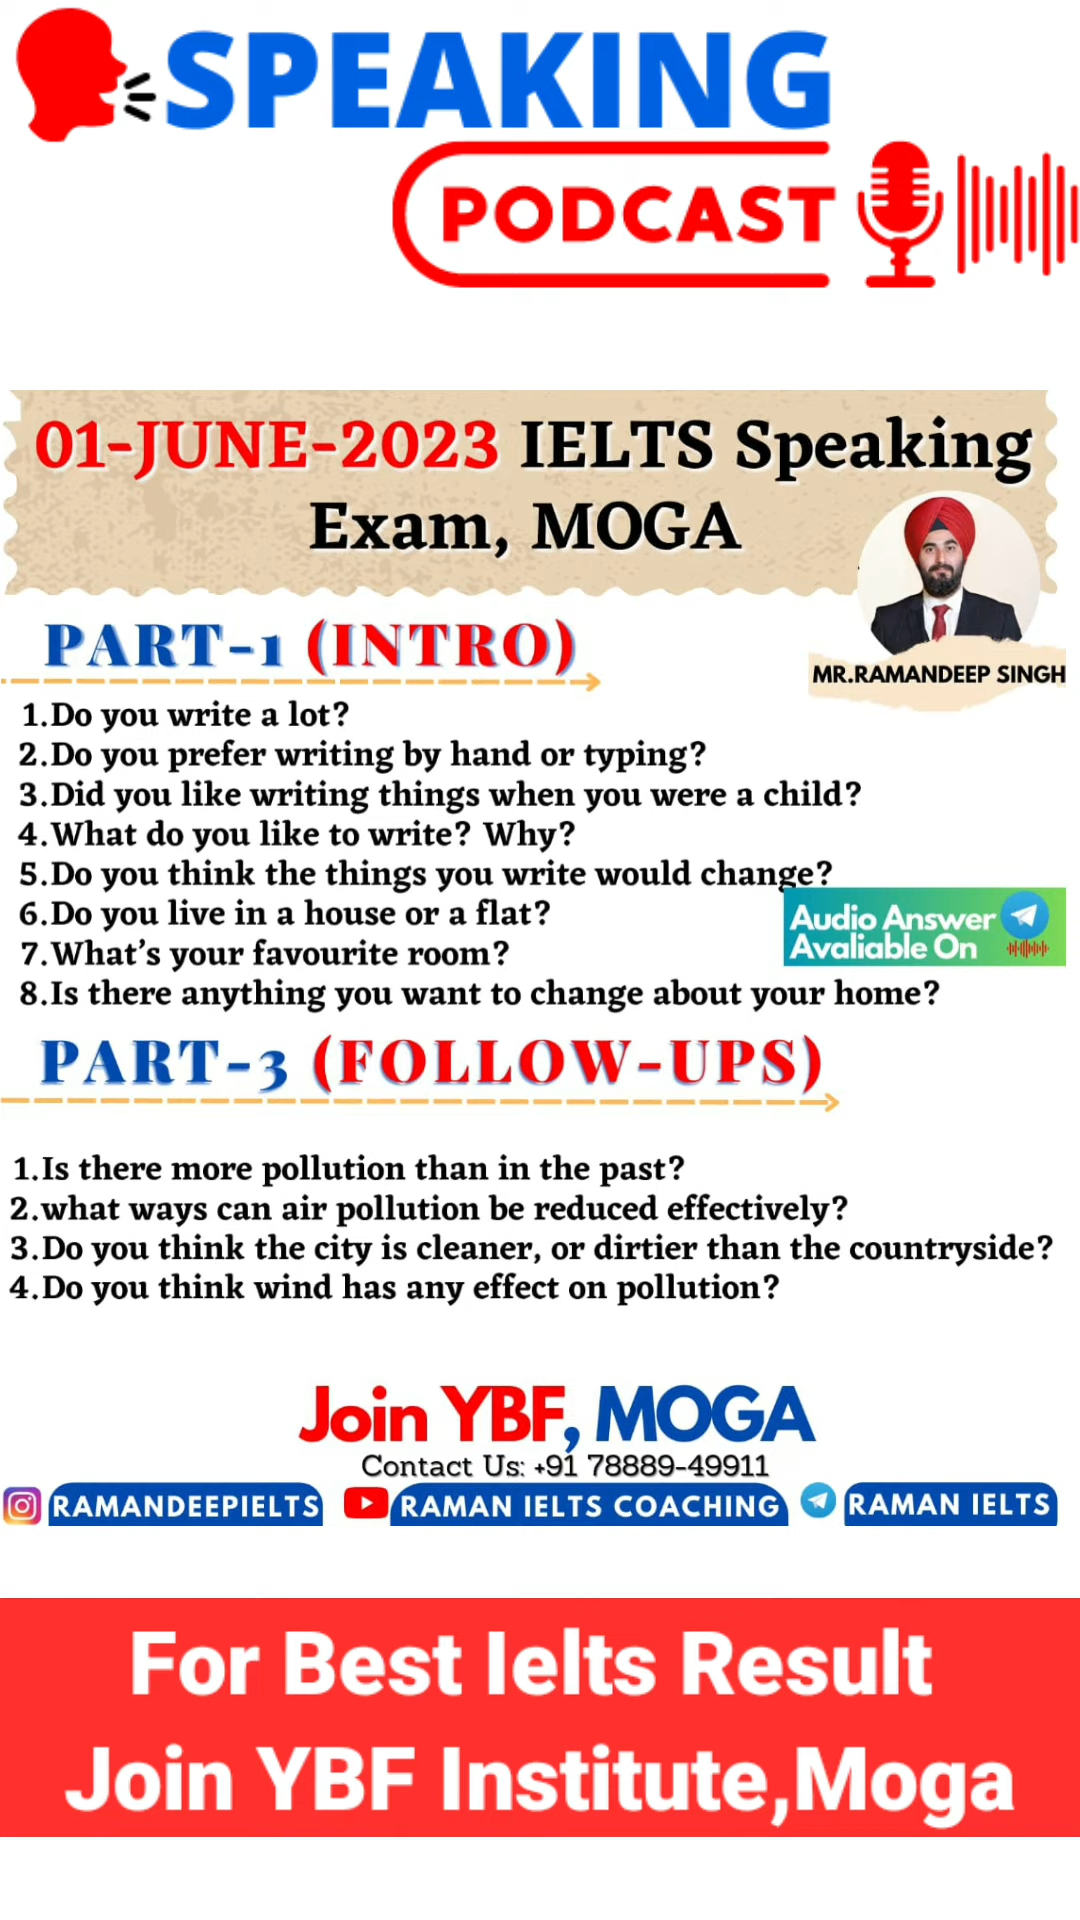 SPEAKING
PODCAST
01-JUNE-2023 IELTS Speaking
Exam, MOGA
MR.RAMANDEEP SINGH
PART-1 (INTRO)
1.Do you write a lot?
2.Do you prefer writing by hand or typing?
3.Did you like writing things when you were a child?
4.What do you like to write? Why?
5.Do you think the things you write would change?
6.Do you live in a house or a flat?
7.What's your favourite room?
8.Is there anything you want to change about your home?
Audio Answer
Avaliable On
PART-3 (FOLLOW-UPS)
1.Is there more pollution than in the past?
2.what ways can air pollution be reduced effectively?
3.Do you think the city is cleaner, or dirtier than the countryside?
4.Do you think wind has any effect on pollution?
Join YBF, MOGA
Contact Us: +91 78889-49911
RAMANDEEPIELTS RAMAN IELTS COACHING RAMAN IELTS
For Best Ielts Result
Join YBF Institute,Moga